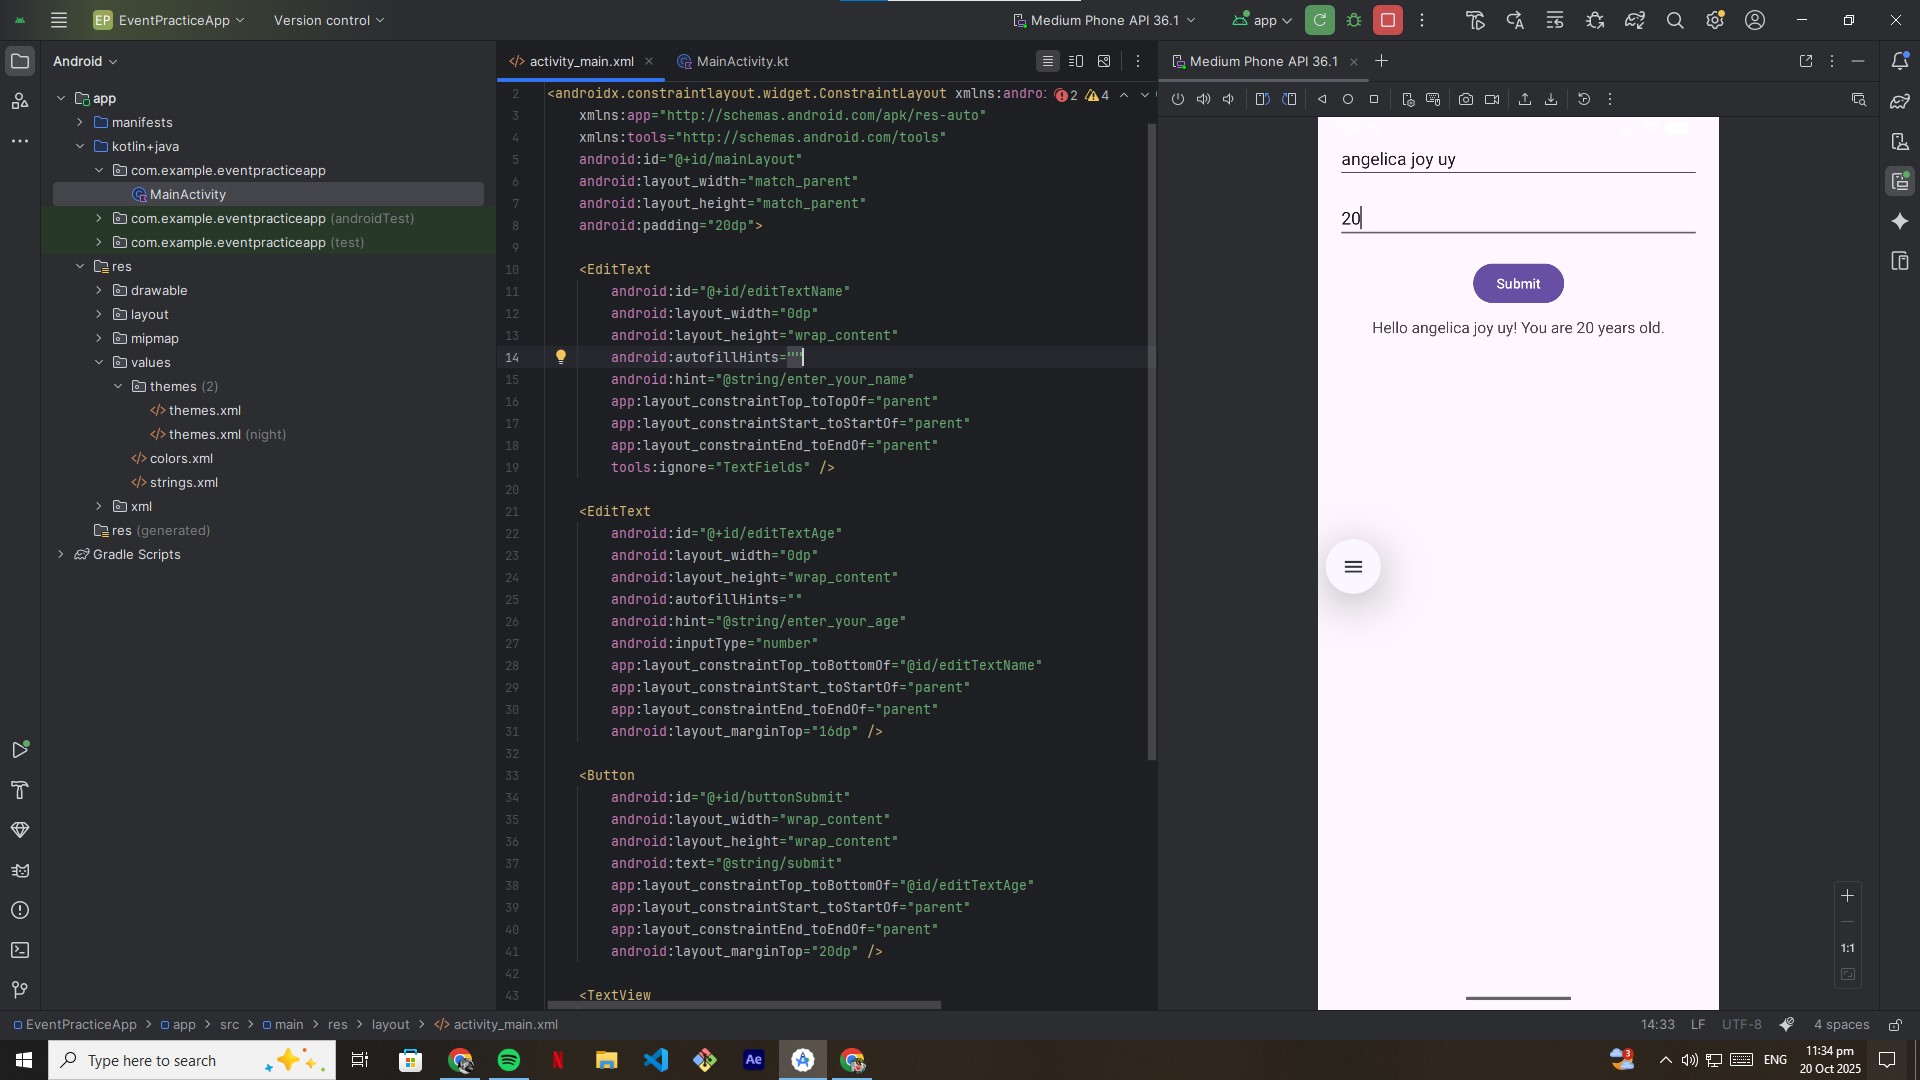 EP EventPracticeApp
Version control
Medium Phone API 36.1
app
Android
activity_main.xml
MainActivity.kt
Medium Phone API 36.1
app
manifests
kotlin+java
com.example.eventpracticeapp
MainActivity
com.example.eventpracticeapp (androidTest)
com.example.eventpracticeapp (test)
res
drawable
layout
mipmap
values
themes (2)
themes.xml
themes.xml (night)
colors.xml
strings.xml
xml
res (generated)
Gradle Scripts
2 <androidx.constraintlayout.widget.ConstraintLayout xmlns:andro: 2 4
3 xmlns:app="http://schemas.android.com/apk/res-auto"
4 xmlns:tools="http://schemas.android.com/tools"
5 android:id="@+id/mainLayout"
6 android:layout_width="match_parent"
7 android:layout_height="match_parent"
8 android:padding="20dp">
9
10 <EditText
11 android:id="@+id/editTextName"
12 android:layout_width="0dp"
13 android:layout_height="wrap_content"
14 android:autofillHints=""
15 android:hint="@string/enter_your_name"
16 app:layout_constraintTop_toTopOf="parent"
17 app:layout_constraintStart_toStartOf="parent"
18 app:layout_constraintEnd_toEndOf="parent"
19 tools:ignore="TextFields" />
20
21 <EditText
22 android:id="@+id/editTextAge"
23 android:layout_width="0dp"
24 android:layout_height="wrap_content"
25 android:autofillHints=""
26 android:hint="@string/enter_your_age"
27 android:inputType="number"
28 app:layout_constraintTop_toBottomOf="@id/editTextName"
29 app:layout_constraintStart_toStartOf="parent"
30 app:layout_constraintEnd_toEndOf="parent"
31 android:layout_marginTop="16dp" />
32
33 <Button
34 android:id="@+id/buttonSubmit"
35 android:layout_width="wrap_content"
36 android:layout_height="wrap_content"
37 android:text="@string/submit"
38 app:layout_constraintTop_toBottomOf="@id/editTextAge"
39 app:layout_constraintStart_toStartOf="parent"
40 app:layout_constraintEnd_toEndOf="parent"
41 android:layout_marginTop="20dp" />
42
43 <TextView
angelica joy uy
20
Submit
Hello angelica joy uy! You are 20 years old.
1:1
EventPracticeApp > app > src > main > res > layout > activity_main.xml
14:33 LF UTF-8 4 spaces
Type here to search
Ae
3
ENG
11:34 pm
20 Oct 2025